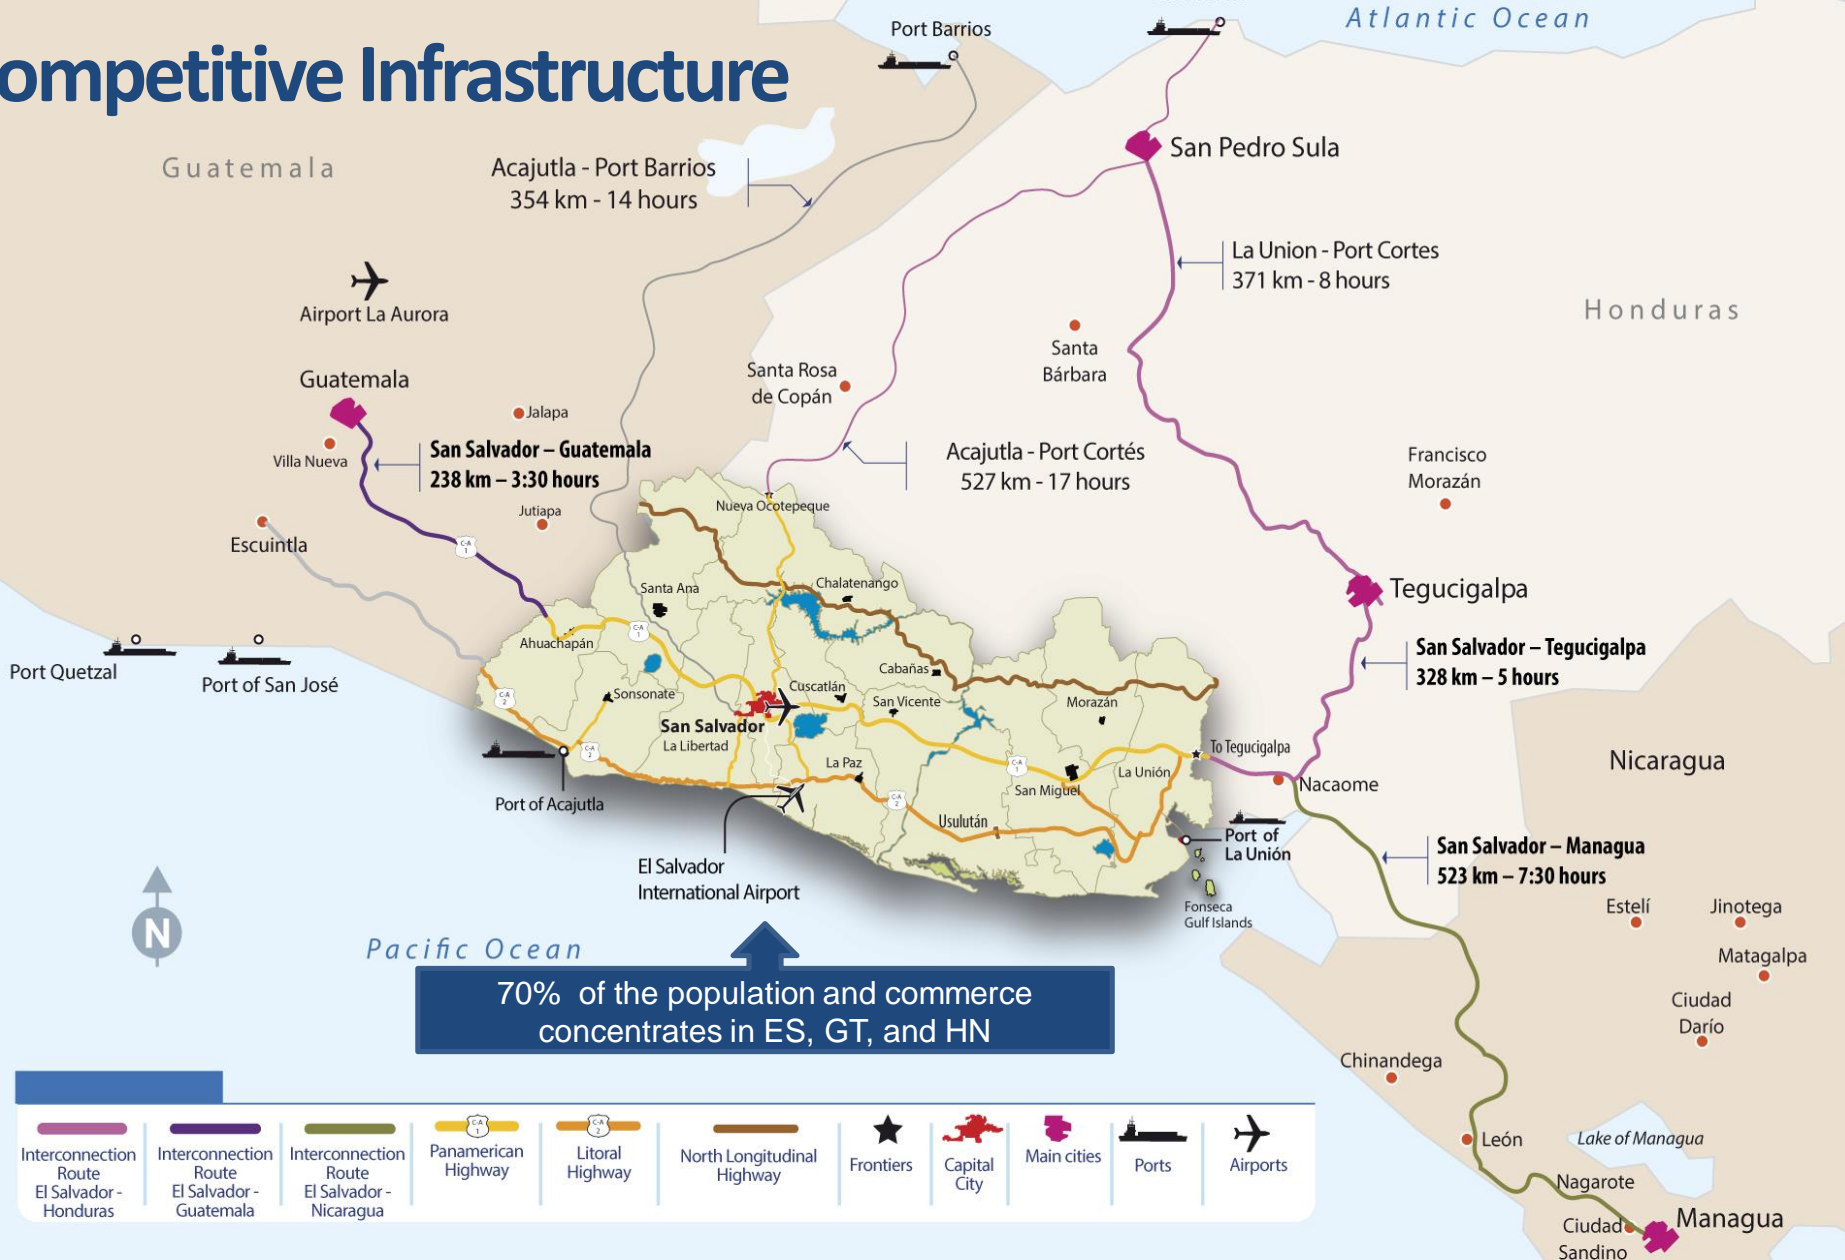 ompetitive Infrastructure
Port Barrios
Atlantic Ocean
Guatemala
Acajutla - Port Barrios
354 km - 14 hours
San Pedro Sula
La Union - Port Cortes
371 km - 8 hours
Honduras
Airport La Aurora
Guatemala
Santa
Bárbara
Santa Rosa
de Copán
Jalapa
Villa Nueva
San Salvador – Guatemala
238 km – 3:30 hours
Acajutla - Port Cortés
527 km - 17 hours
Francisco
Morazán
Jutiapa
Nueva Ocotepeque
Escuintla
C-A
1
Santa Ana
Chalatenango
Tegucigalpa
C-A
1
Ahuachapán
San Salvador – Tegucigalpa
328 km – 5 hours
Port Quetzal
Port of San José
Cabañas
C-A
2
Sonsonate
Cuscatlán
San Vicente
Morazán
San Salvador
La Libertad
C-A
2
To Tegucigalpa
Nicaragua
La Paz
C-A
1
La Unión
San Miguel
Nacaome
Port of Acajutla
C-A
2
Usulután
Port of
La Unión
San Salvador – Managua
523 km – 7:30 hours
El Salvador
International Airport
Fonseca
Gulf Islands
Estelí
Jinotega
N
Pacific Ocean
Matagalpa
70% of the population and commerce
concentrates in ES, GT, and HN
Ciudad
Darío
Chinandega
León
Lake of Managua
Nagarote
Managua
Ciudad
Sandino
Interconnection
Route
El Salvador -
Honduras
Interconnection
Route
El Salvador -
Guatemala
Interconnection
Route
El Salvador -
Nicaragua
C-A
1
Panamerican
Highway
C-A
2
Litoral
Highway
North Longitudinal
Highway
Frontiers
Capital
City
Main cities
Ports
Airports